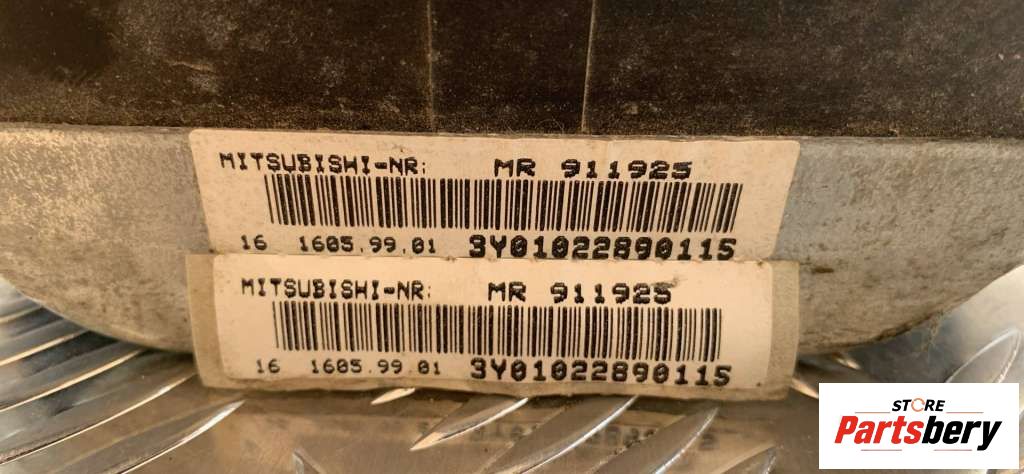 MITSUBISHI-NR: MR 911925
16 1605.99.01 3Y01022890115
MITSUBISHI-NR: MR 911925
16 1605.99.01 3Y01022890115
STORE
Partsbery